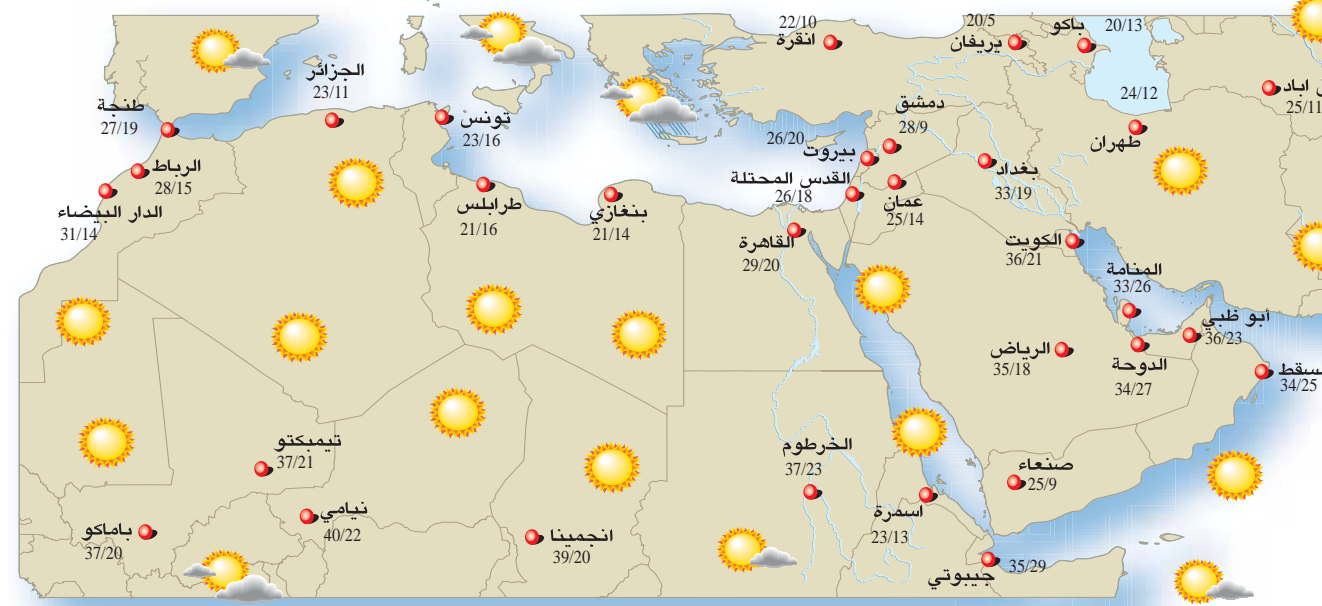 22/10
انقرة
20/5
يريفان
باكو
20/13
24/12
طهران
اباد
25/11
الجزائر
23/11
طنجة
27/19
تونس
23/16
دمشق
28/9
26/20
بيروت
بغداد
33/19
الرباط
28/15
القدس المحتلة
26/18
عمان
25/14
الدار البيضاء
31/14
طرابلس
21/16
بنغازي
21/14
القاهرة
29/20
الكويت
36/21
المنامة
33/26
أبو ظبي
36/23
الرياض
35/18
الدوحة
34/27
مسقط
34/25
تيمبكتو
37/21
الخرطوم
37/23
صنعاء
25/9
نيامي
40/22
باماكو
37/20
انجمينا
39/20
اسمرة
23/13
جيبوتي
35/29